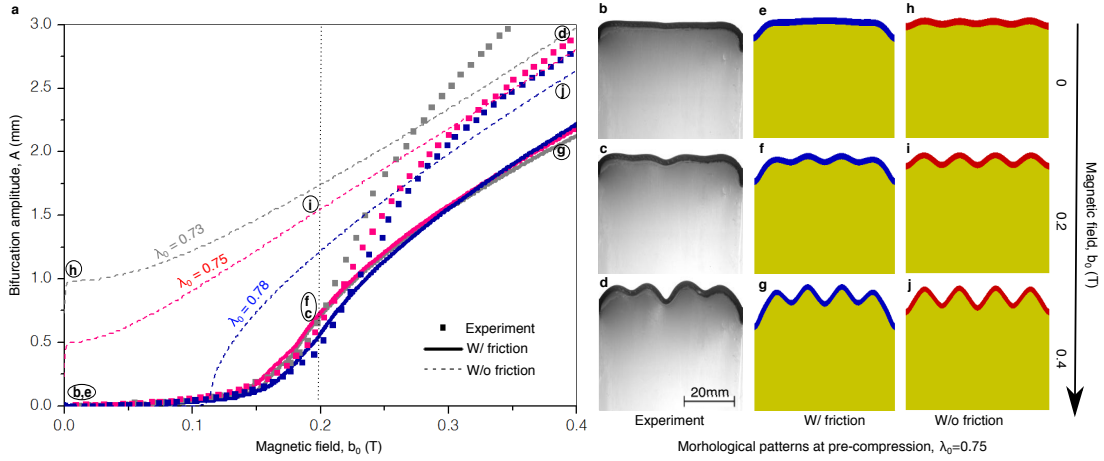 a
Bifurcation amplitude, A (mm)
3.0
2.5
2.0
1.5
1.0
0.5
0.0
0.0
0.1
0.2
0.3
0.4
Magnetic field, b0 (T)
λ0 = 0.73
λ0 = 0.75
λ0 = 0.78
h
i
d
j
g
f
c
b,e
Experiment
W/ friction
W/o friction
b
e
h
c
f
i
d
g
j
20mm
Experiment
W/ friction
W/o friction
0
0.2
0.4
Magnetic field, b0 (T)
Morhological patterns at pre-compression, λ0=0.75